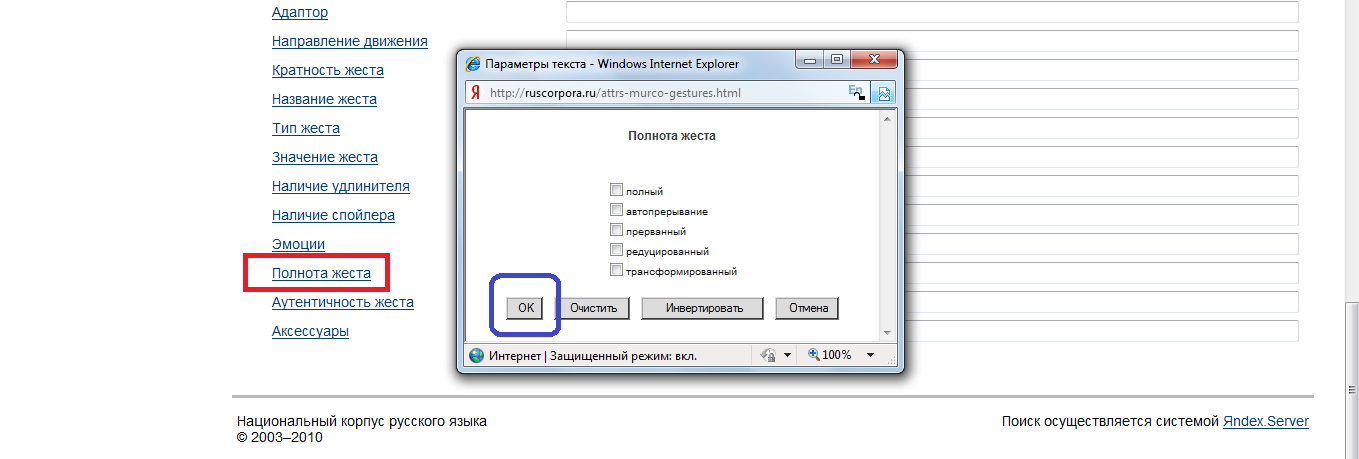 Адаптор
Направление движения
Кратность жеста
Название жеста
Тип жеста
Значение жеста
Наличие удлинителя
Наличие спойлера
Эмоции
Полнота жеста
Аутентичность жеста
Аксессуары
Параметры текста - Windows Internet Explorer
Я http://ruscorpora.ru/attrs-murco-gestures.html En
Полнота жеста
полный
автопрерывание
прерванный
редуцированный
трансформированный
OK Очистить Инвертировать Отмена
Интернет | Защищенный режим: вкл. 100%
Национальный корпус русского языка
© 2003–2010
Поиск осуществляется системой Яndex.Server